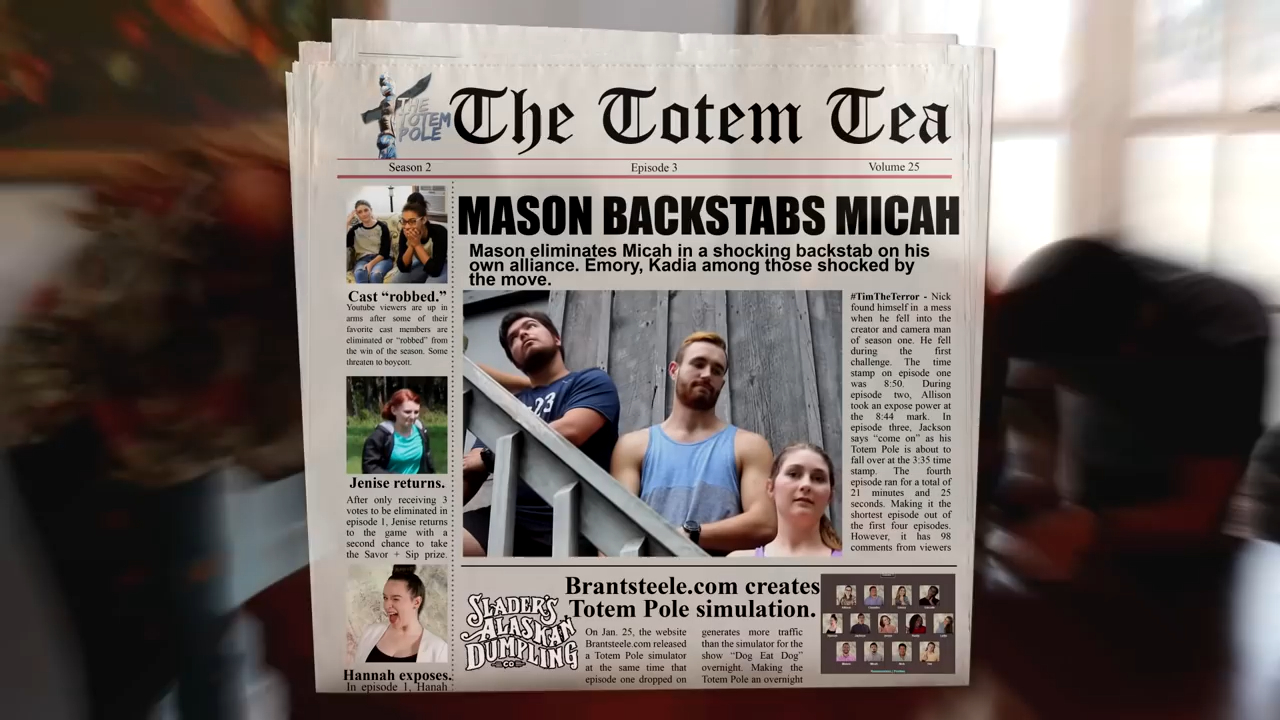 THE
TOTEM
POLE
The Totem Tea
Season 2
Episode 3
Volume 25
Cast “robbed.”
Youtube viewers are up in
arms after some of their
favorite cast members are
eliminated or “robbed” from
the win of the season. Some
threaten to boycott.
Jenise returns.
After only receiving 3
votes to be eliminated in
episode 1, Jenise returns
to the game with a
second chance to take
the Savor + Sip prize.
Hannah exposes.
In episode 1, Hanah
MASON BACKSTABS MICAH
Mason eliminates Micah in a shocking backstab on his
own alliance. Emory, Kadia among those shocked by
the move.
23
#TimTheTerror - Nick
found himself in a mess
when he fell into the
creator and camera man
of season one. He fell
during the first
challenge. The time
stamp on episode one
was 8:50. During
episode two, Allison
took an expose power at
the 8:44 mark. In
episode three, Jackson
says “come on” as his
Totem Pole is about to
fall over at the 3:35 time
stamp. The fourth
episode ran for a total of
21 minutes and 25
seconds. Making it the
shortest episode out of
the first four episodes.
However, it has 98
comments from viewers
SLADER'S
ALASKAN
DUMPLING
CO
Brantsteele.com creates
Totem Pole simulation.
On Jan. 25, the website
Brantsteele.com released
a Totem Pole simulator
at the same time that
episode one dropped on
generates more traffic
than the simulator for the
show “Dog Eat Dog”
overnight. Making the
Totem Pole an overnight